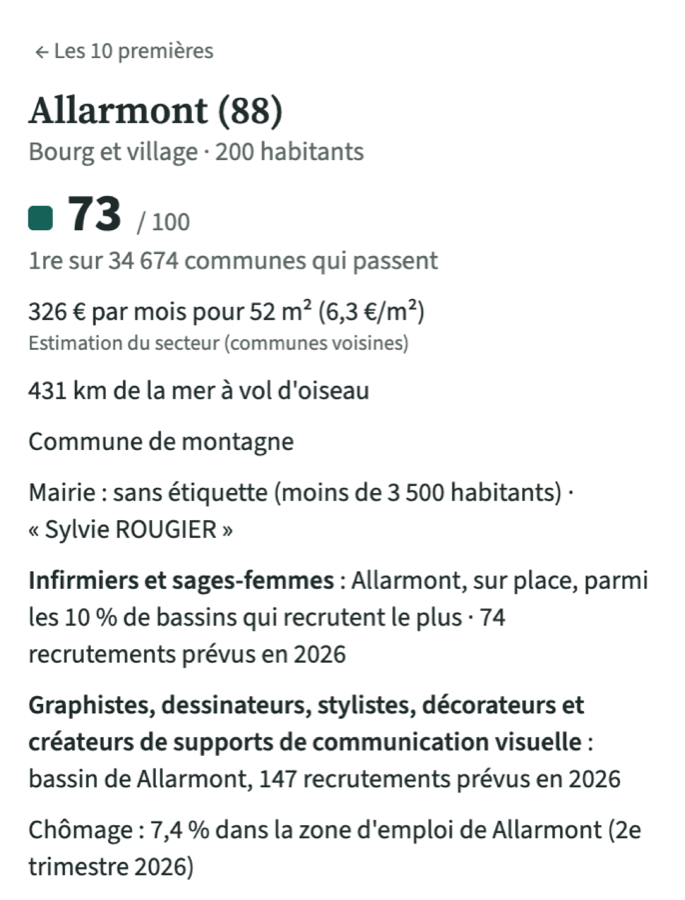 ← Les 10 premières
Allarmont (88)
Bourg et village · 200 habitants
73 / 100
1re sur 34 674 communes qui passent
326 € par mois pour 52 m² (6,3 €/m²)
Estimation du secteur (communes voisines)
431 km de la mer à vol d'oiseau
Commune de montagne
Mairie : sans étiquette (moins de 3 500 habitants) ·
« Sylvie ROUGIER »
Infirmiers et sages-femmes : Allarmont, sur place, parmi
les 10 % de bassins qui recrutent le plus · 74
recrutements prévus en 2026
Graphistes, dessinateurs, stylistes, décorateurs et
créateurs de supports de communication visuelle :
bassin de Allarmont, 147 recrutements prévus en 2026
Chômage : 7,4 % dans la zone d'emploi de Allarmont (2e
trimestre 2026)